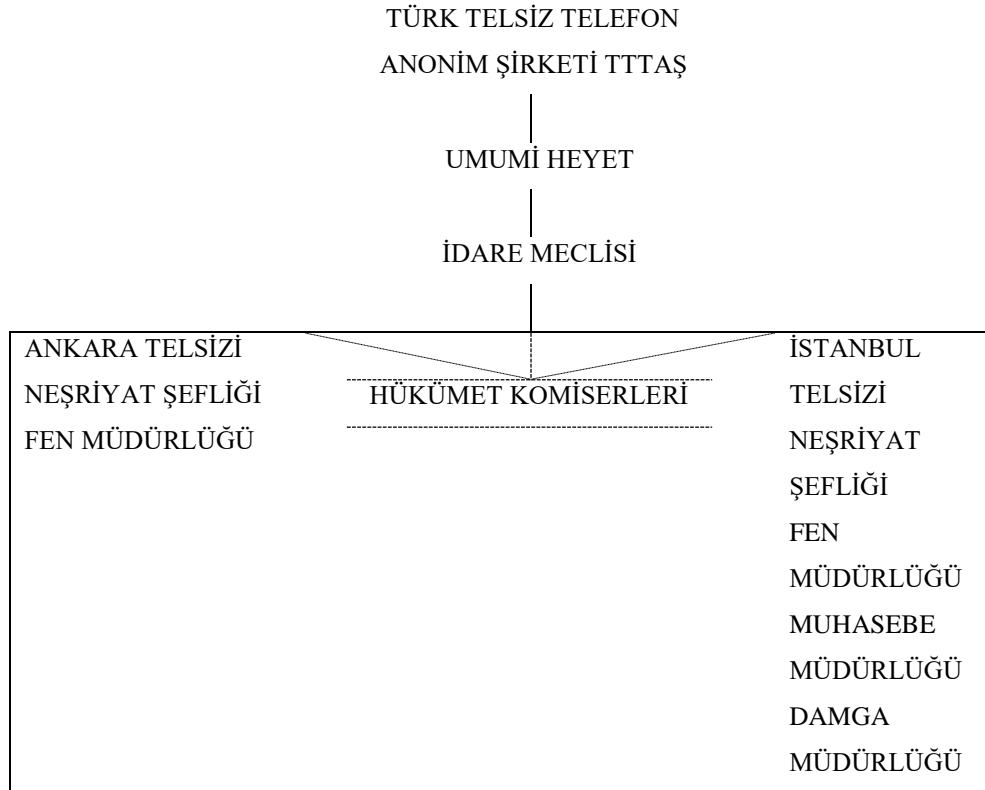 TÜRK TELSİZ TELEFON
ANONİM ŞİRKETİ TTTAŞ
UMUMİ HEYET
İDARE MECLİSİ
ANKARA TELSİZİ
NEŞRİYAT ŞEFLİĞİ
FEN MÜDÜRLÜĞÜ
HÜKÜMET KOMİSERLERİ
İSTANBUL
TELSİZİ
NEŞRİYAT
ŞEFLİĞİ
FEN
MÜDÜRLÜĞÜ
MUHASEBE
MÜDÜRLÜĞÜ
DAMGA
MÜDÜRLÜĞÜ